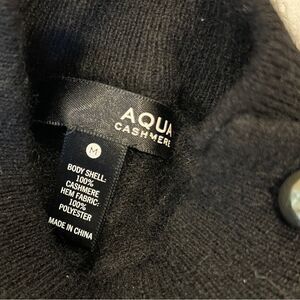 AQUA
CASHMERE
M
BODY SHELL:
100%
CASHMERE
HEM FABRIC:
100%
POLYESTER
MADE IN CHINA